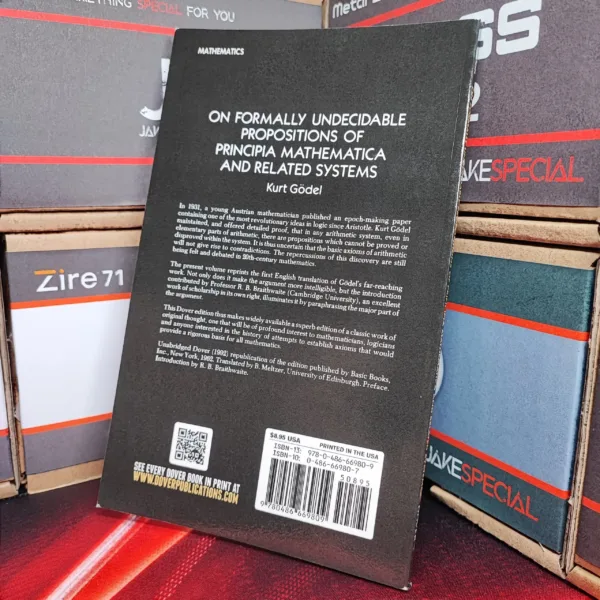 SOMETHING SPECIAL FOR YOU
JAKE
Metal
SS
2
JAKESPECIAL
Zire 71
JAKESPECIAL
MATHEMATICS
ON FORMALLY UNDECIDABLE
PROPOSITIONS OF
PRINCIPIA MATHEMATICA
AND RELATED SYSTEMS
Kurt Gödel
In 1931, a young Austrian mathematician published an epoch-making paper
containing one of the most revolutionary ideas in logic since Aristotle. Kurt Gödel
maintained, and offered detailed proof, that in any arithmetic system, even in
elementary parts of arithmetic, there are propositions which cannot be proved or
disproved within the system. It is thus uncertain that the basic axioms of arithmetic
will not give rise to contradictions. The repercussions of this discovery are still
being felt and debated in 20th-century mathematics.
The present volume reprints the first English translation of Gödel's far-reaching
work. Not only does it make the argument more intelligible, but the introduction
contributed by Professor R. B. Braithwaite (Cambridge University), an excellent
work of scholarship in its own right, illuminates it by paraphrasing the major part of
the argument.
This Dover edition thus makes widely available a superb edition of a classic work of
original thought, one that will be of profound interest to mathematicians, logicians
and anyone interested in the history of attempts to establish axioms that would
provide a rigorous basis for all mathematics.
Unabridged Dover (1992) republication of the edition published by Basic Books,
Inc., New York, 1962. Translated by B. Meltzer, University of Edinburgh. Preface.
Introduction by R. B. Braithwaite.
SEE EVERY DOVER BOOK IN PRINT AT
WWW.DOVERPUBLICATIONS.COM
$8.95 USA PRINTED IN THE USA
ISBN-13: 978-0-486-66980-9
ISBN-10: 0-486-66980-7
50895
9 780486 669809